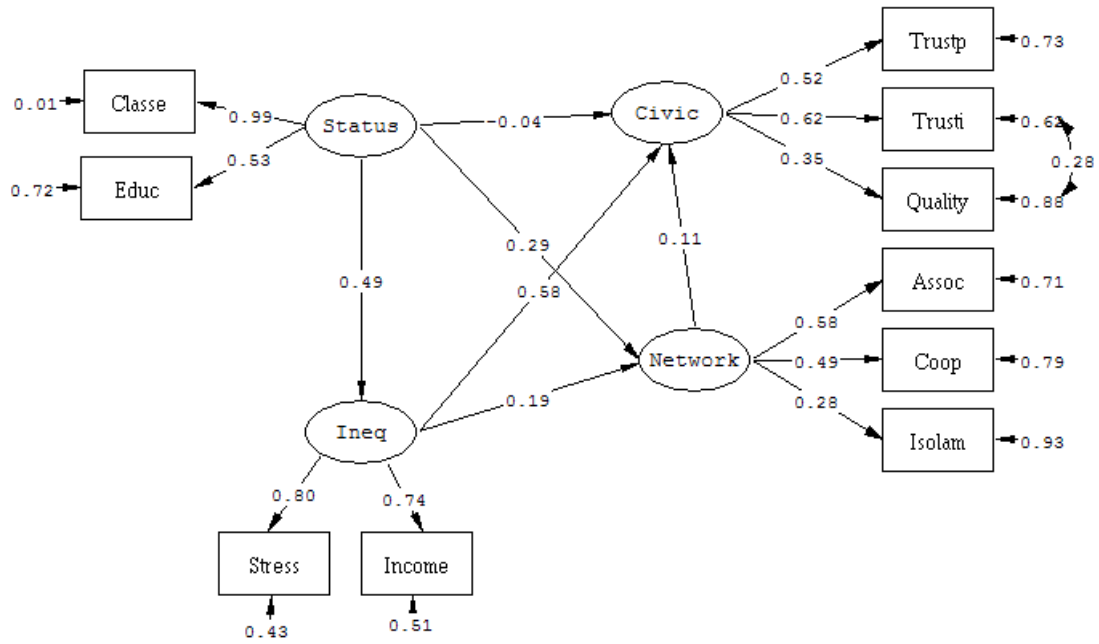 Trustp
0.73
0.52
0.01
Classe
0.99
Status
-0.04
Civic
0.62
Trusti
0.62
0.28
0.53
0.35
0.72
Educ
Quality
0.88
0.29
0.11
0.49
0.58
Assoc
0.71
0.58
Network
0.49
Coop
0.79
0.19
0.28
Ineq
Isolam
0.93
0.80
0.74
Stress
Income
0.43
0.51